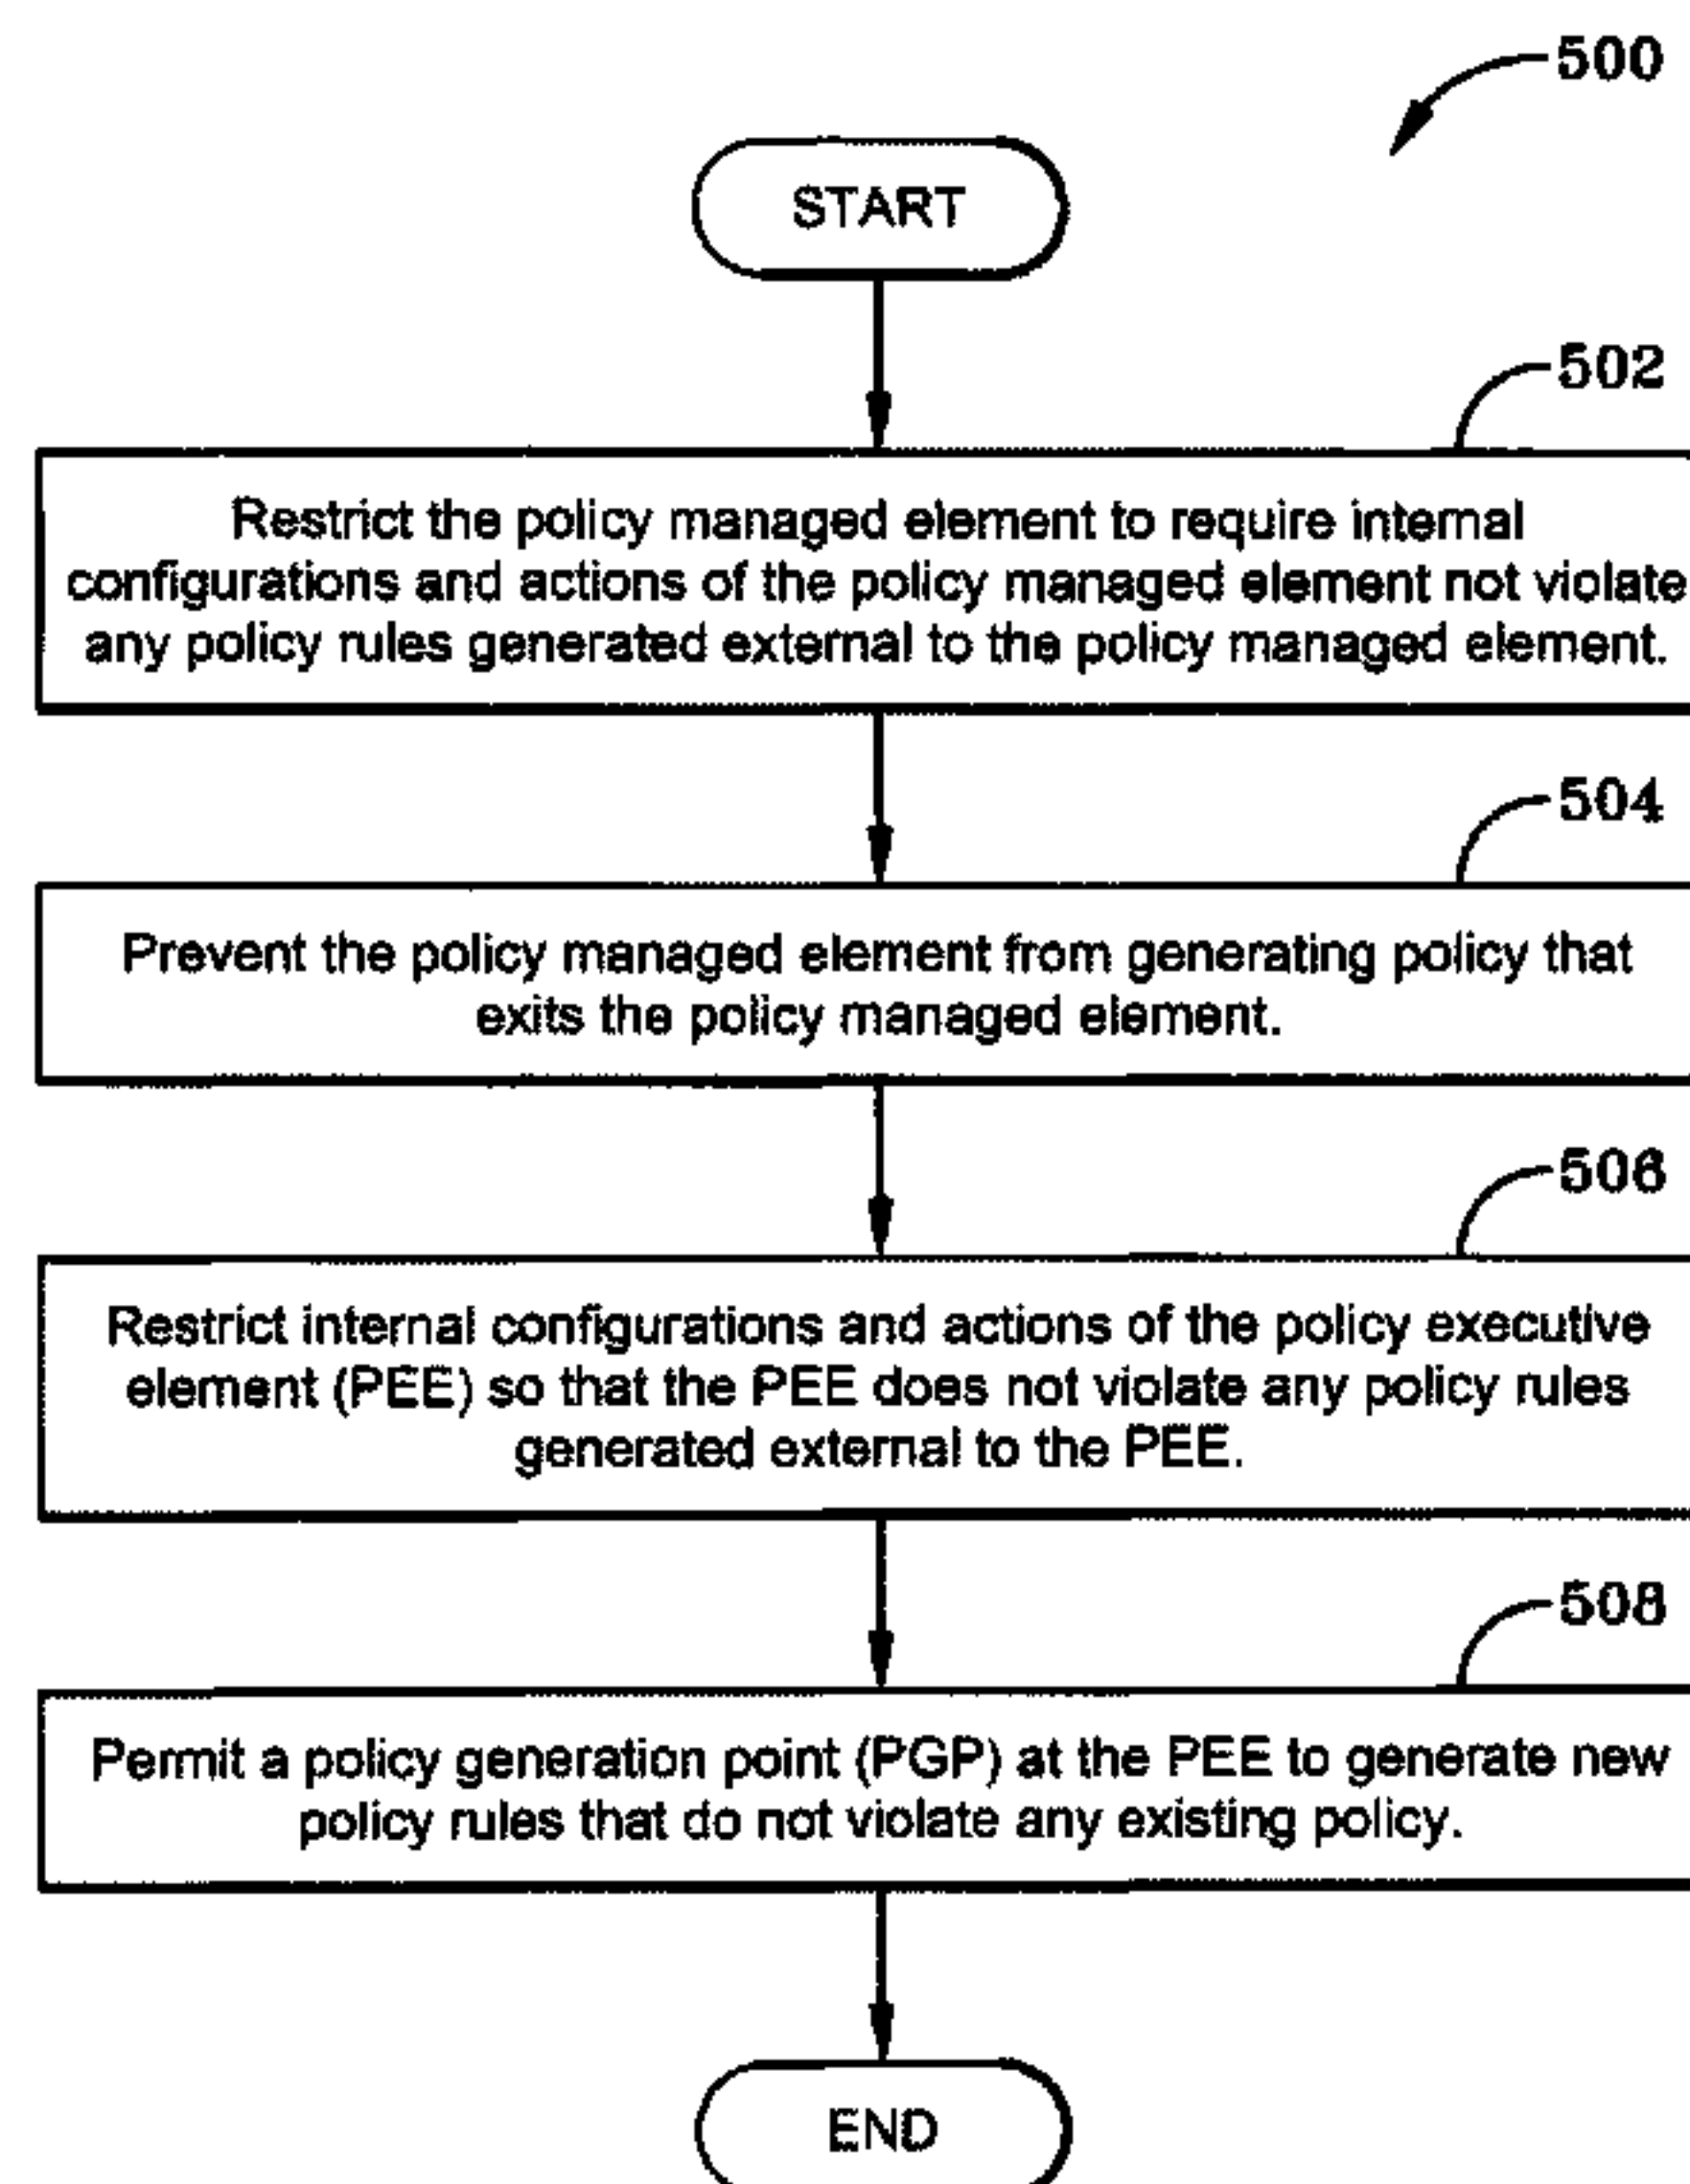 500
START
502
Restrict the policy managed element to require internal
configurations and actions of the policy managed element not violate
any policy rules generated external to the policy managed element.
504
Prevent the policy managed element from generating policy that
exits the policy managed element.
506
Restrict internal configurations and actions of the policy executive
element (PEE) so that the PEE does not violate any policy rules
generated external to the PEE.
508
Permit a policy generation point (PGP) at the PEE to generate new
policy rules that do not violate any existing policy.
END